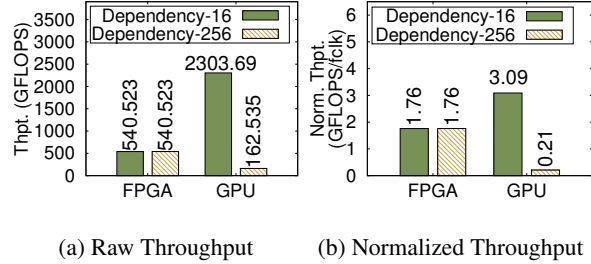 Thpt. (GFLOPS)
3500
3000
2500
2000
1500
1000
500
0
Dependency-16
Dependency-256
540.523
540.523
2303.69
162.535
FPGA GPU
(a) Raw Throughput
Norm. Thpt.
(GFLOPS/fclk)
6
5
4
3
2
1
0
Dependency-16
Dependency-256
1.76
1.76
3.09
0.21
FPGA GPU
(b) Normalized Throughput